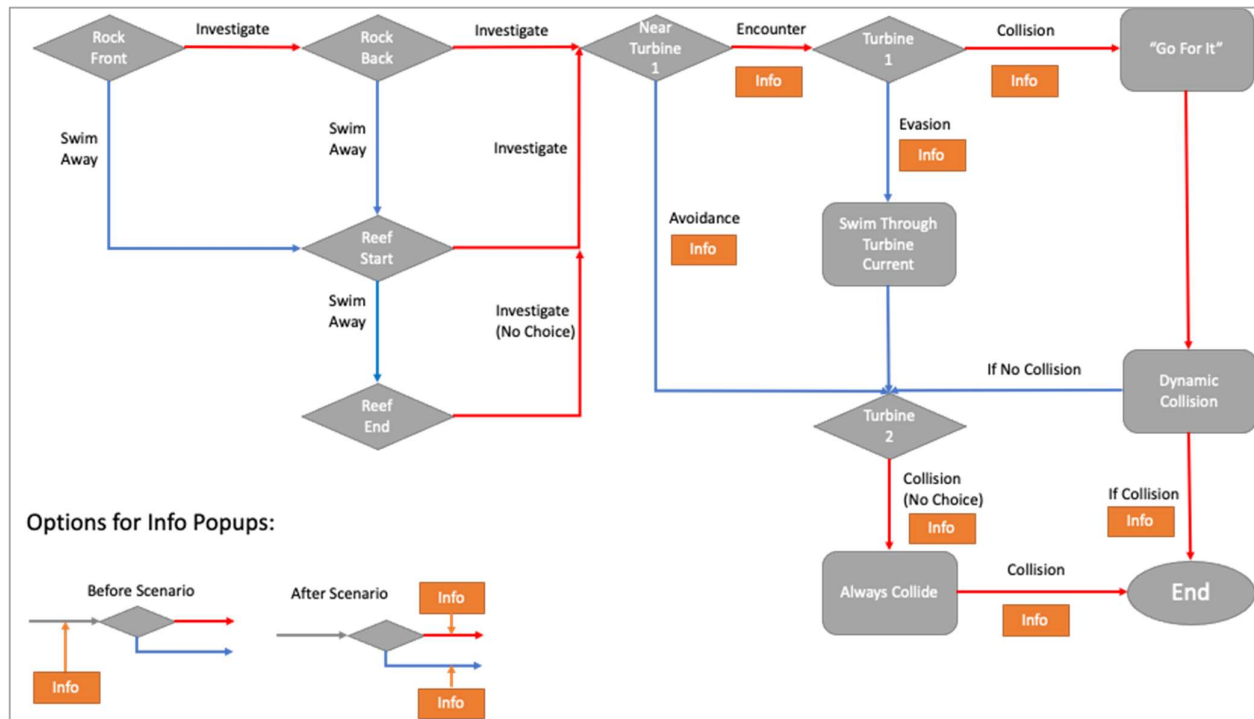 Rock
Front
Investigate
Rock
Back
Investigate
Near
Turbine
1
Encounter
Info
Turbine
1
Collision
Info
“Go For It”
Swim
Away
Swim
Away
Investigate
Evasion
Info
Avoidance
Info
Reef
Start
Swim Through
Turbine
Current
Swim
Away
Investigate
(No Choice)
If No Collision
Dynamic
Collision
Reef
End
Turbine
2
Collision
(No Choice)
Info
If Collision
Info
Always Collide
Collision
Info
End
Options for Info Popups:
Before Scenario
Info
After Scenario
Info
Info